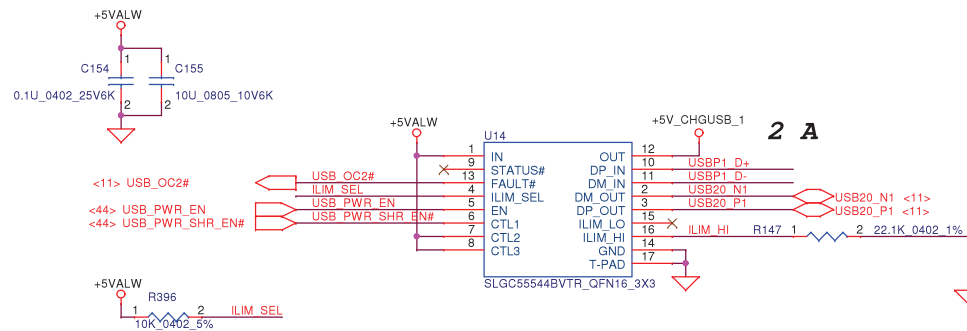 +5VALW
1 1
C154 C155
0.1U_0402_25V6K 10U_0805_10V6K
2 2
+5VALW
+5V_CHGUSB_1 2 A
U14
1 IN OUT 12
9 STATUS# DP_IN 10 USBP1_D+
<11> USB_OC2# USB_OC2# 13 FAULT# DM_IN 11 USBP1_D-
ILIM_SEL 4 ILIM_SEL DM_OUT 2 USB20_N1 USB20_N1 <11>
<44> USB_PWR_EN USB_PWR_EN 5 EN DP_OUT 3 USB20_P1 USB20_P1 <11>
<44> USB_PWR_SHR_EN# USB_PWR_SHR_EN# 6 CTL1 ILIM_LO 15
7 CTL2 ILIM_HI 16 ILIM_HI R147 1 2 22.1K_0402_1%
8 CTL3 GND 14
T-PAD 17
SLGC55544BVTR_QFN16_3X3
+5VALW
R396
1 2 ILIM_SEL
10K_0402_5%